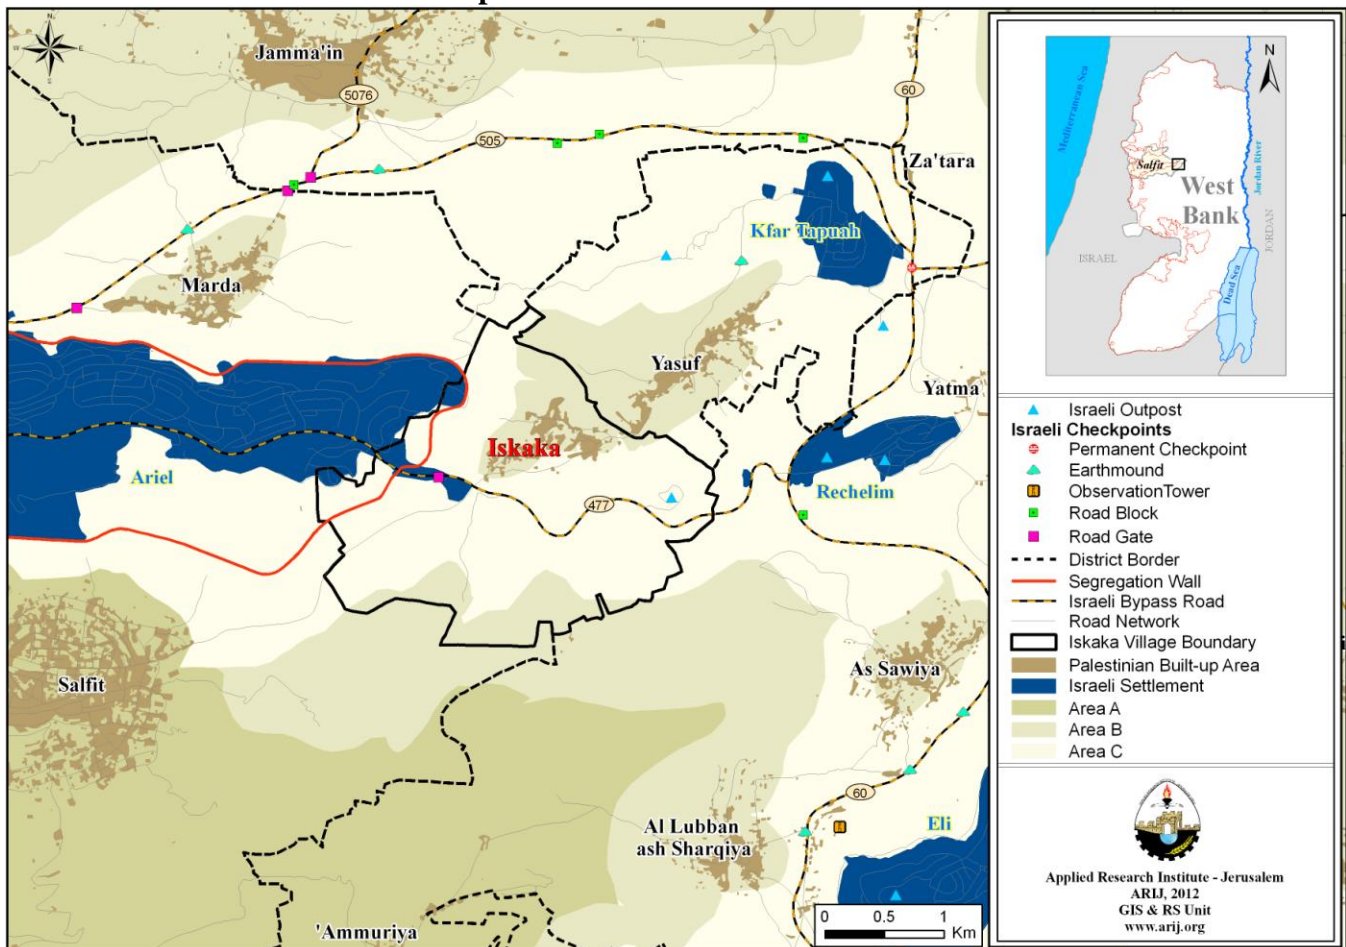 Jamma'in
5076
60
505
Za'tara
Kfar Tapuah
Marda
Yasuf
Yatma
Iskaka
Ariel
Rechelim
477
Salfit
As Sawiya
60
Al Lubban
ash Sharqiya
Eli
'Ammuriya
0 0.5 1
Km
N
Mediterranean Sea
Salfit
West
Bank
Jordan River
JORDAN
ISRAEL
Dead Sea
Israeli Outpost
Israeli Checkpoints
Permanent Checkpoint
Earthmound
ObservationTower
Road Block
Road Gate
District Border
Segregation Wall
Israeli Bypass Road
Road Network
Iskaka Village Boundary
Palestinian Built-up Area
Israeli Settlement
Area A
Area B
Area C
Applied Research Institute - Jerusalem
ARIJ, 2012
GIS & RS Unit
www.arij.org